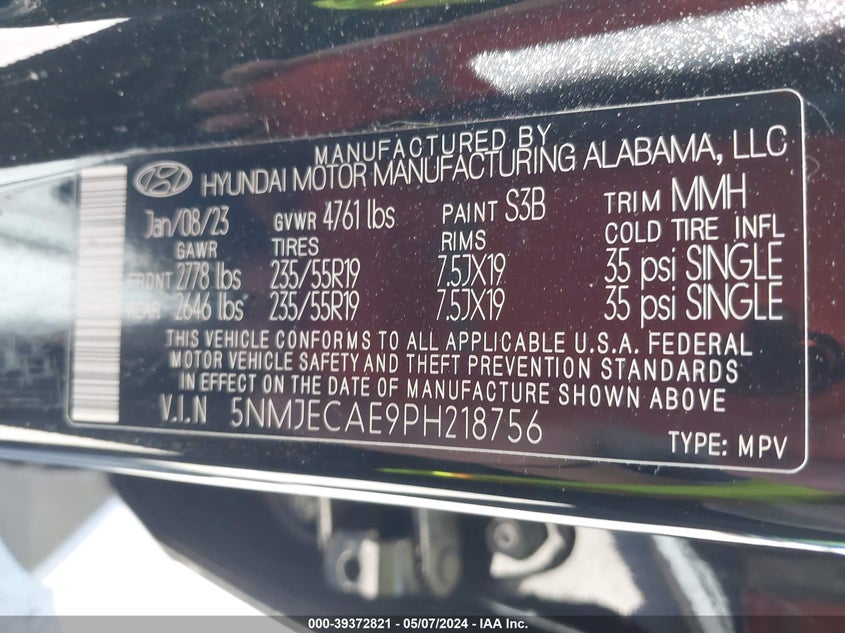 MANUFACTURED BY
HYUNDAI MOTOR MANUFACTURING ALABAMA, LLC
Jan/08/23 GVWR 4761 lbs PAINT S3B TRIM MMH
GAWR TIRES RIMS COLD TIRE INFL
FRONT 2778 lbs 235/55R19 7.5JX19 35 psi SINGLE
REAR 2646 lbs 235/55R19 7.5JX19 35 psi SINGLE
THIS VEHICLE CONFORMS TO ALL APPLICABLE U.S.A. FEDERAL
MOTOR VEHICLE SAFETY AND THEFT PREVENTION STANDARDS
IN EFFECT ON THE DATE OF MANUFACTURE SHOWN ABOVE
V.I.N 5NMJECAE9PH218756
TYPE: MPV
000-39372821 - 05/07/2024 - IAA Inc.